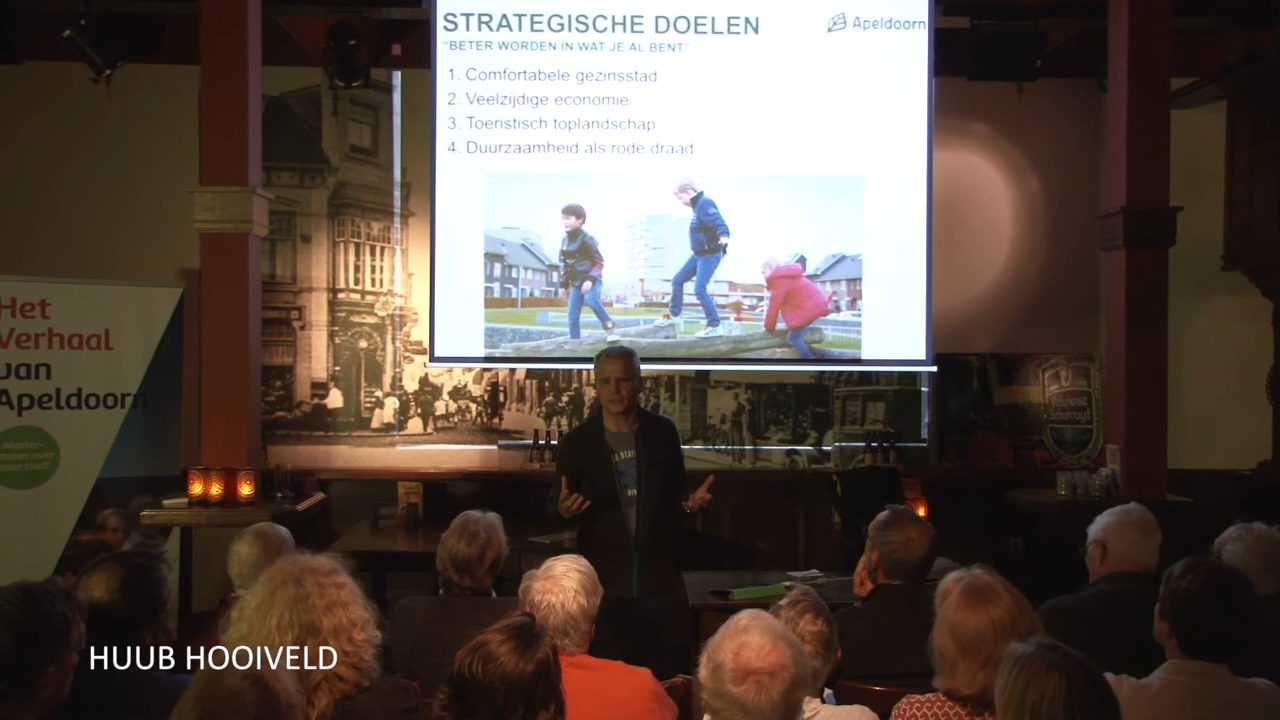 STRATEGISCHE DOELEN
Apeldoorn
"BETER WORDEN IN WAT JE AL BENT"
1. Comfortabele gezinsstad
2. Veelzijdige economie
3. Toeristisch toplandschap
4. Duurzaamheid als rode draad
Het
Verhaal
van
Apeldoorn
Master-
HUUB HOOIVELD